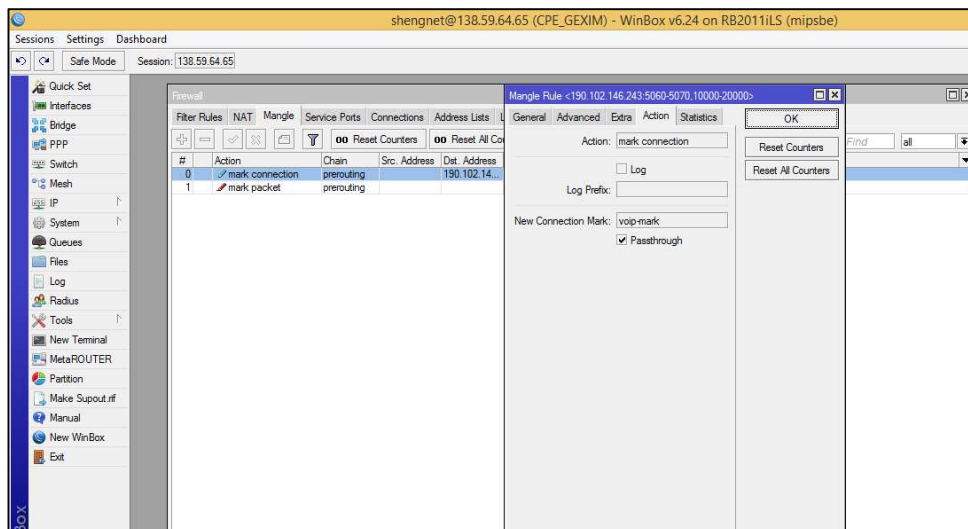 shengnet@138.59.64.65 (CPE_GEXIM) - WinBox v6.24 on RB2011iLS (mipsbe)
Sessions Settings Dashboard
Safe Mode Session: 138.59.64.65
Quick Set
Interfaces
Bridge
PPP
Switch
Mesh
IP
System
Queues
Files
Log
Radius
Tools
New Terminal
MetaROUTER
Partition
Make Supout.rif
Manual
New WinBox
Exit
Firewall
Filter Rules NAT Mangle Service Ports Connections Address Lists
00 Reset Counters 00 Reset All
Find all
# Action Chain Src. Address Dst. Address
0 mark connection prerouting 190.102.14...
1 mark packet prerouting
Mangle Rule <190.102.146.243:5060-5070,10000-20000>
General Advanced Extra Action Statistics
Action: mark connection
Log
Log Prefix:
New Connection Mark: voip-mark
Passthrough
OK
Reset Counters
Reset All Counters